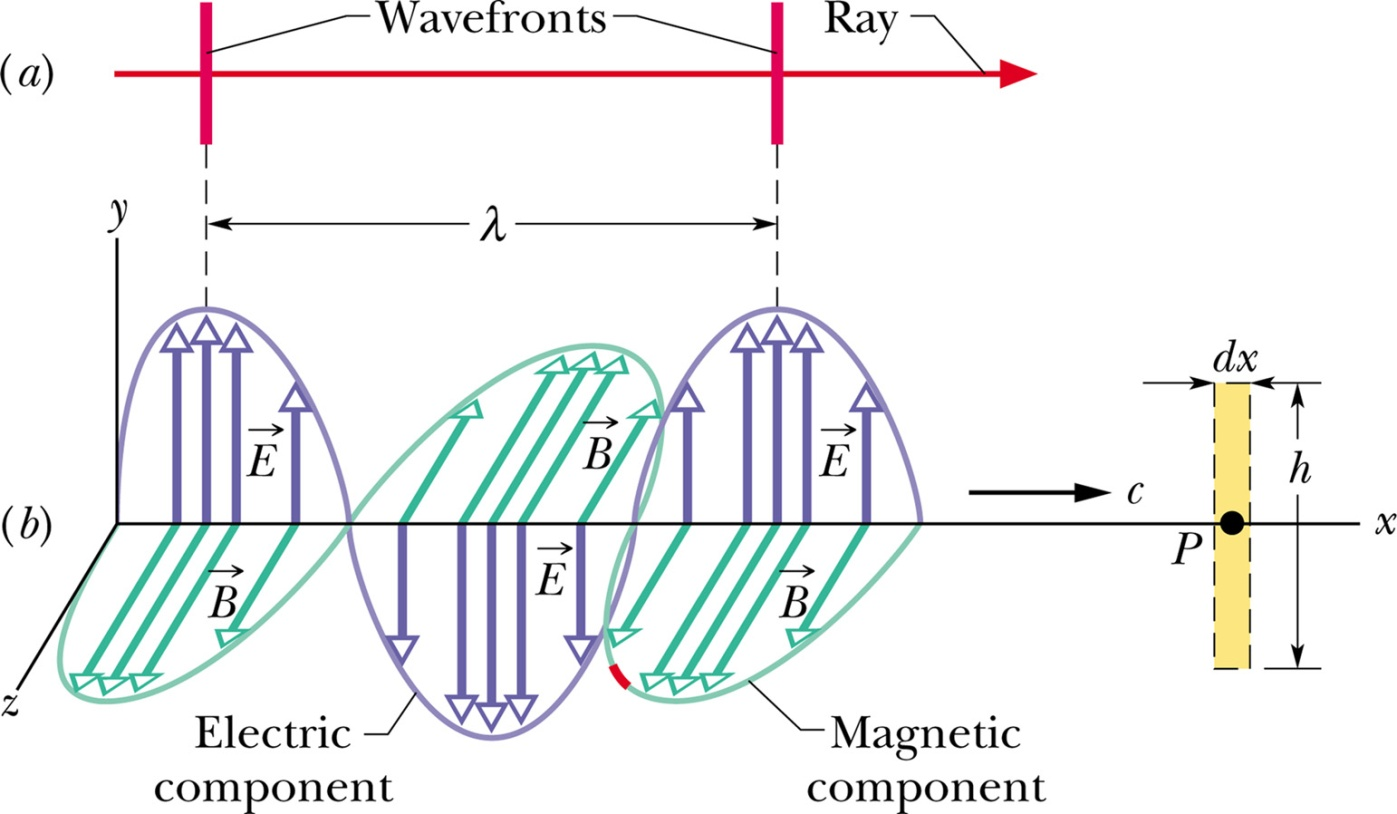 Wavefronts
Ray
(a)
λ
y
E
B
E
B
E
B
dx
h
c
(b)
x
P
z
Electric
component
Magnetic
component